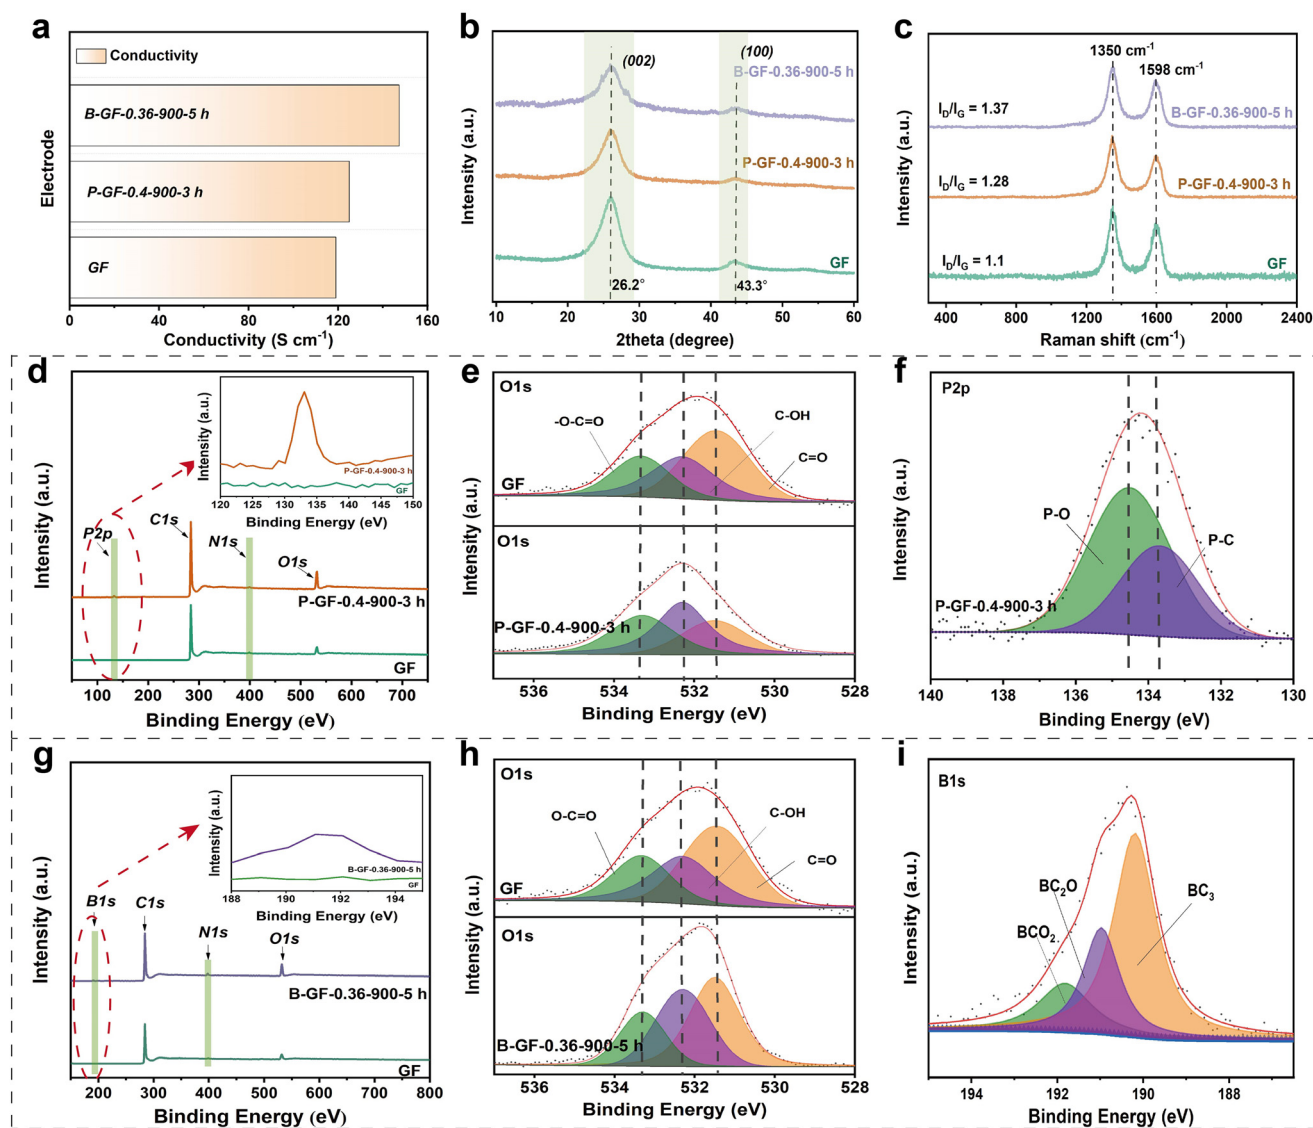 a
Conductivity
B-GF-0.36-900-5 h
P-GF-0.4-900-3 h
GF
Electrode
0 40 80 120 160
Conductivity (S cm⁻¹)
b
(002)
(100)
B-GF-0.36-900-5 h
P-GF-0.4-900-3 h
GF
26.2°
43.3°
Intensity (a.u.)
10 20 30 40 50 60
2theta (degree)
c
1350 cm⁻¹
1598 cm⁻¹
I_D/I_G = 1.37
B-GF-0.36-900-5 h
I_D/I_G = 1.28
P-GF-0.4-900-3 h
I_D/I_G = 1.1
GF
Intensity (a.u.)
400 800 1200 1600 2000 2400
Raman shift (cm⁻¹)
d
Intensity (a.u.)
P-GF-0.4-900-3 h
GF
120 125 130 135 140 145 150
Binding Energy (eV)
P2p
C1s
N1s
O1s
P-GF-0.4-900-3 h
GF
Intensity (a.u.)
100 200 300 400 500 600 700
Binding Energy (eV)
e
O1s
-O-C=O
C-OH
C=O
GF
O1s
P-GF-0.4-900-3 h
Intensity (a.u.)
536 534 532 530 528
Binding Energy (eV)
f
P2p
P-O
P-C
P-GF-0.4-900-3 h
Intensity (a.u.)
140 138 136 134 132 130
Binding Energy (eV)
g
Intensity (a.u.)
B-GF-0.36-900-5 h
GF
188 190 192 194
Binding Energy (eV)
B1s
C1s
N1s
O1s
B-GF-0.36-900-5 h
GF
Intensity (a.u.)
200 300 400 500 600 700 800
Binding Energy (eV)
h
O1s
O-C=O
C-OH
C=O
GF
O1s
B-GF-0.36-900-5 h
Intensity (a.u.)
536 534 532 530 528
Binding Energy (eV)
i
B1s
BC₂O
BCO₂
BC₃
Intensity (a.u.)
194 192 190 188
Binding Energy (eV)